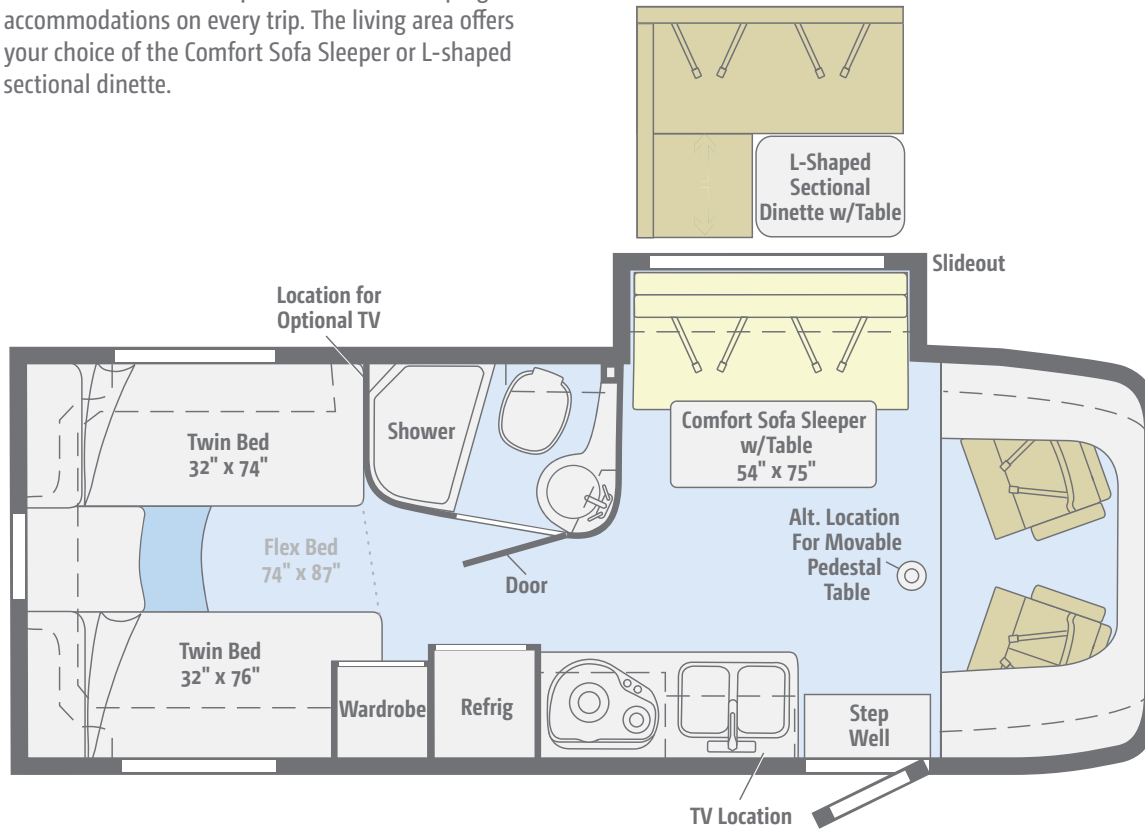 accommodations on every trip. The living area offers
your choice of the Comfort Sofa Sleeper or L-shaped
sectional dinette.
L-Shaped
Sectional
Dinette w/Table
Slideout
Location for
Optional TV
Twin Bed
32" x 74"
Shower
Comfort Sofa Sleeper
w/Table
54" x 75"
Flex Bed
74" x 87"
Door
Alt. Location
For Movable
Pedestal
Table
Twin Bed
32" x 76"
Wardrobe
Refrig
Step
Well
TV Location